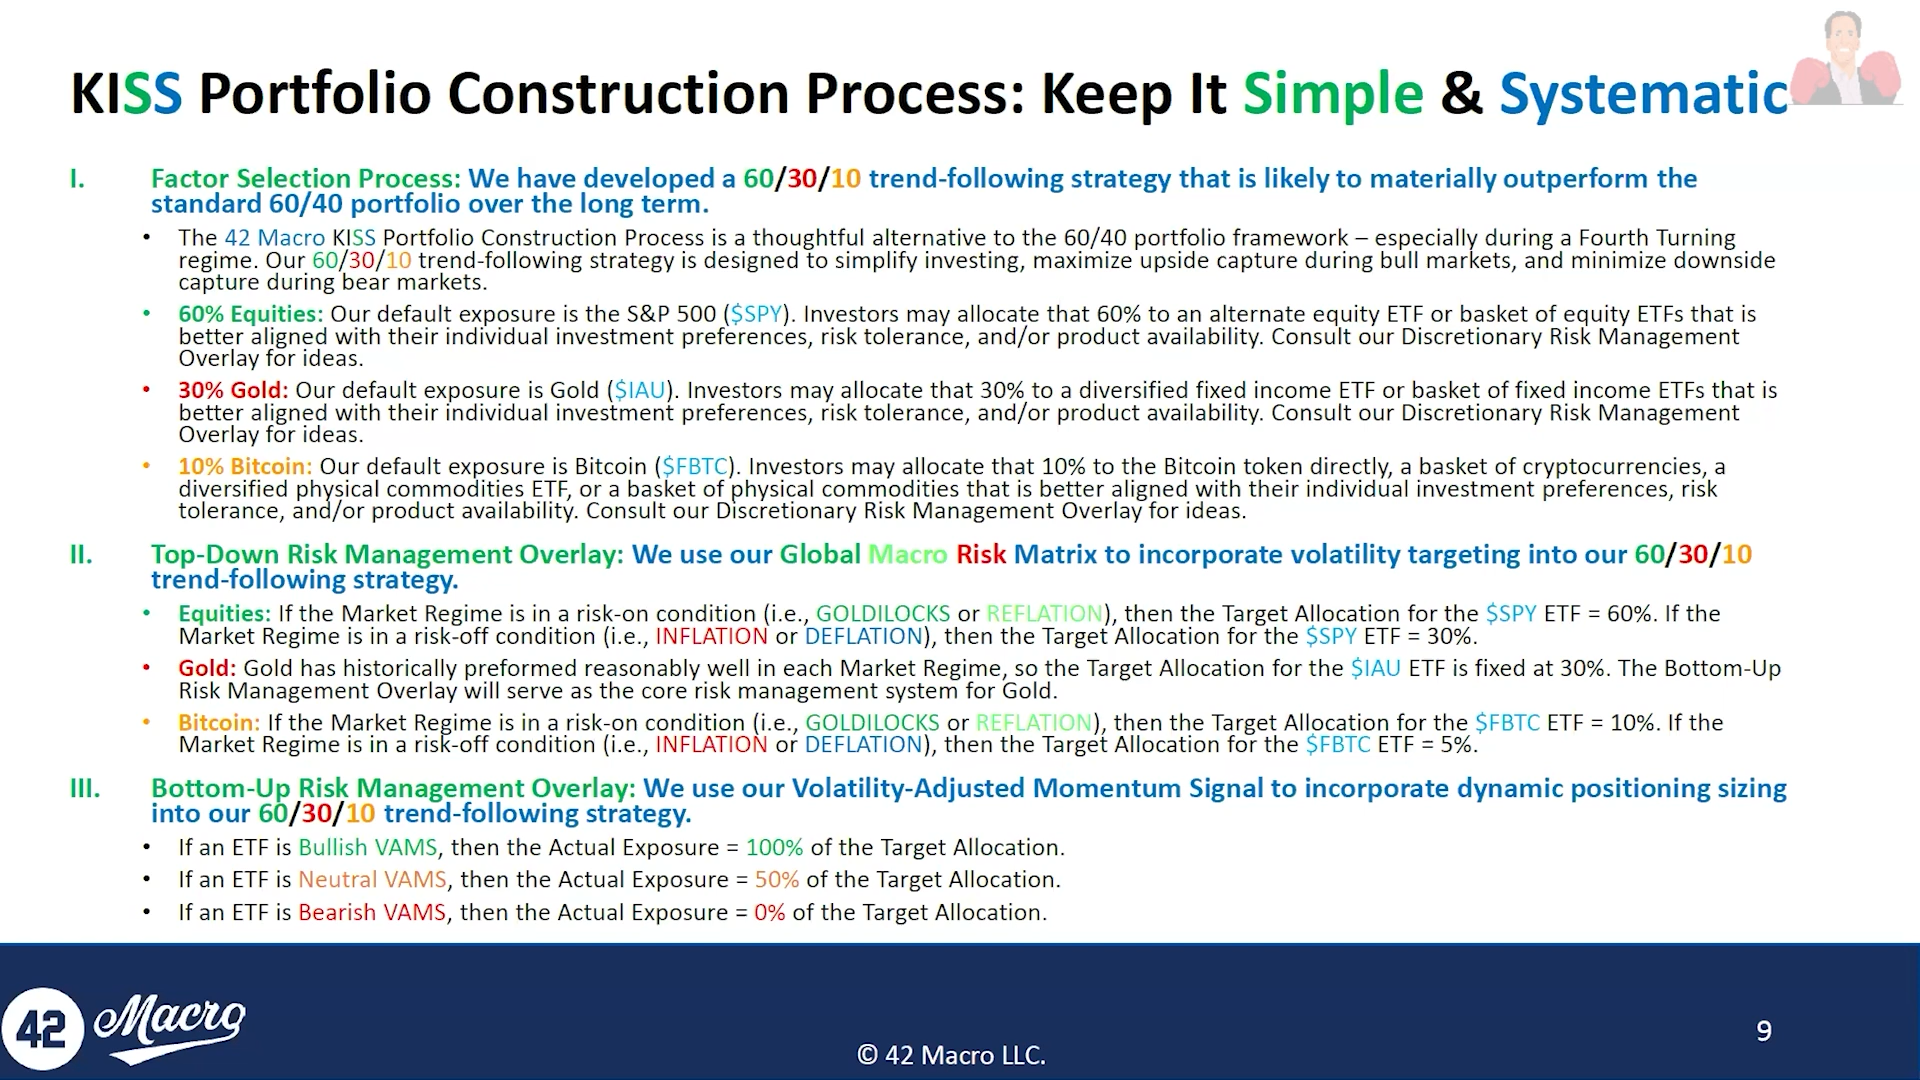 KISS Portfolio Construction Process: Keep It Simple & Systematic
I. Factor Selection Process: We have developed a 60/30/10 trend-following strategy that is likely to materially outperform the
standard 60/40 portfolio over the long term.
• The 42 Macro KISS Portfolio Construction Process is a thoughtful alternative to the 60/40 portfolio framework – especially during a Fourth Turning
regime. Our 60/30/10 trend-following strategy is designed to simplify investing, maximize upside capture during bull markets, and minimize downside
capture during bear markets.
• 60% Equities: Our default exposure is the S&P 500 ($SPY). Investors may allocate that 60% to an alternate equity ETF or basket of equity ETFs that is
better aligned with their individual investment preferences, risk tolerance, and/or product availability. Consult our Discretionary Risk Management
Overlay for ideas.
• 30% Gold: Our default exposure is Gold ($IAU). Investors may allocate that 30% to a diversified fixed income ETF or basket of fixed income ETFs that is
better aligned with their individual investment preferences, risk tolerance, and/or product availability. Consult our Discretionary Risk Management
Overlay for ideas.
• 10% Bitcoin: Our default exposure is Bitcoin ($FBTC). Investors may allocate that 10% to the Bitcoin token directly, a basket of cryptocurrencies, a
diversified physical commodities ETF, or a basket of physical commodities that is better aligned with their individual investment preferences, risk
tolerance, and/or product availability. Consult our Discretionary Risk Management Overlay for ideas.
II. Top-Down Risk Management Overlay: We use our Global Macro Risk Matrix to incorporate volatility targeting into our 60/30/10
trend-following strategy.
• Equities: If the Market Regime is in a risk-on condition (i.e., GOLDILOCKS or REFLATION), then the Target Allocation for the $SPY ETF = 60%. If the
Market Regime is in a risk-off condition (i.e., INFLATION or DEFLATION), then the Target Allocation for the $SPY ETF = 30%.
• Gold: Gold has historically preformed reasonably well in each Market Regime, so the Target Allocation for the $IAU ETF is fixed at 30%. The Bottom-Up
Risk Management Overlay will serve as the core risk management system for Gold.
• Bitcoin: If the Market Regime is in a risk-on condition (i.e., GOLDILOCKS or REFLATION), then the Target Allocation for the $FBTC ETF = 10%. If the
Market Regime is in a risk-off condition (i.e., INFLATION or DEFLATION), then the Target Allocation for the $FBTC ETF = 5%.
III. Bottom-Up Risk Management Overlay: We use our Volatility-Adjusted Momentum Signal to incorporate dynamic positioning sizing
into our 60/30/10 trend-following strategy.
• If an ETF is Bullish VAMS, then the Actual Exposure = 100% of the Target Allocation.
• If an ETF is Neutral VAMS, then the Actual Exposure = 50% of the Target Allocation.
• If an ETF is Bearish VAMS, then the Actual Exposure = 0% of the Target Allocation.
42 Macro
© 42 Macro LLC.
9